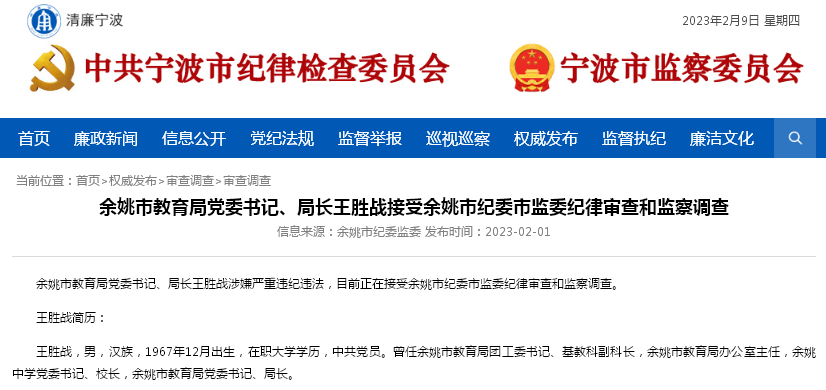 清廉宁波
2023年2月9日 星期四
中共宁波市纪律检查委员会 宁波市监察委员会
首页 廉政新闻 信息公开 党纪法规 监督举报 巡视巡察 权威发布 监督执纪 廉洁文化
当前位置：首页>权威发布>审查调查>审查调查
余姚市教育局党委书记、局长王胜战接受余姚市纪委市监委纪律审查和监察调查
信息来源：余姚市纪委监委 发布时间：2023-02-01
余姚市教育局党委书记、局长王胜战涉嫌严重违纪违法，目前正在接受余姚市纪委市监委纪律审查和监察调查。
王胜战简历：
王胜战，男，汉族，1967年12月出生，在职大学学历，中共党员。曾任余姚市教育局团工委书记、基教科副科长，余姚市教育局办公室主任，余姚
中学党委书记、校长，余姚市教育局党委书记、局长。